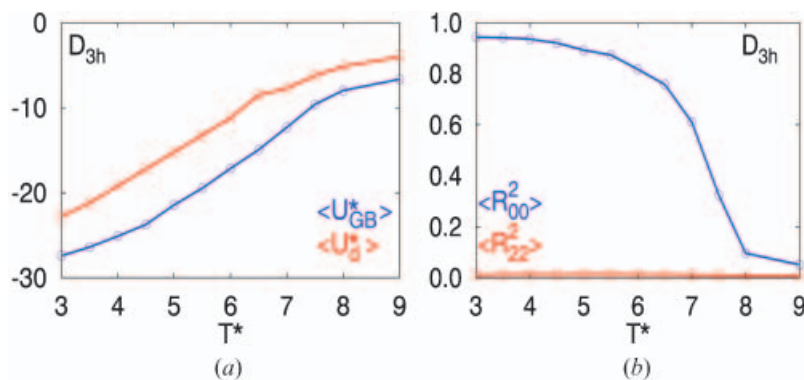 0
D3h
-10
-20
-30
<U*GB>
<U*d>
3 4 5 6 7 8 9
T*
(a)
1.0
D3h
0.8
0.6
0.4
<R²00>
0.2
<R²22>
0.0
3 4 5 6 7 8 9
T*
(b)